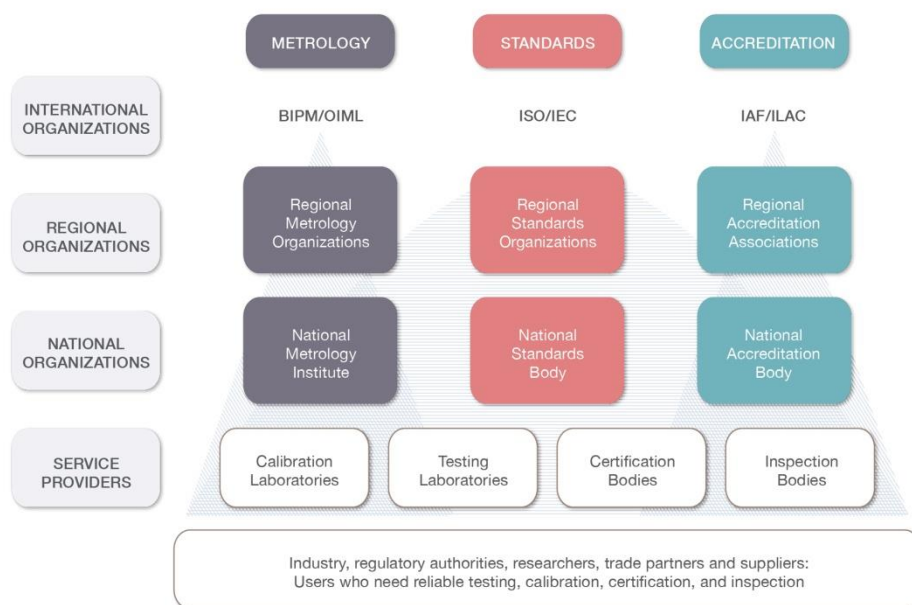 METROLOGY
STANDARDS
ACCREDITATION
INTERNATIONAL
ORGANIZATIONS
BIPM/OIML
ISO/IEC
IAF/ILAC
REGIONAL
ORGANIZATIONS
Regional
Metrology
Organizations
Regional
Standards
Organizations
Regional
Accreditation
Associations
NATIONAL
ORGANIZATIONS
National
Metrology
Institute
National
Standards
Body
National
Accreditation
Body
SERVICE
PROVIDERS
Calibration
Laboratories
Testing
Laboratories
Certification
Bodies
Inspection
Bodies
Industry, regulatory authorities, researchers, trade partners and suppliers:
Users who need reliable testing, calibration, certification, and inspection